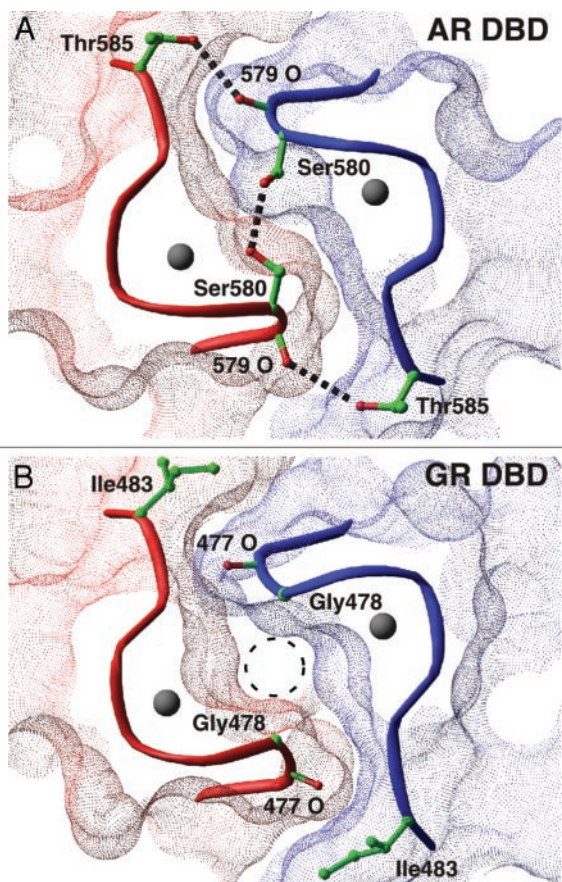 A
AR DBD
Thr585
579 O
Ser580
Ser580
579 O
Thr585
B
GR DBD
Ile483
477 O
Gly478
Gly478
477 O
Ile483